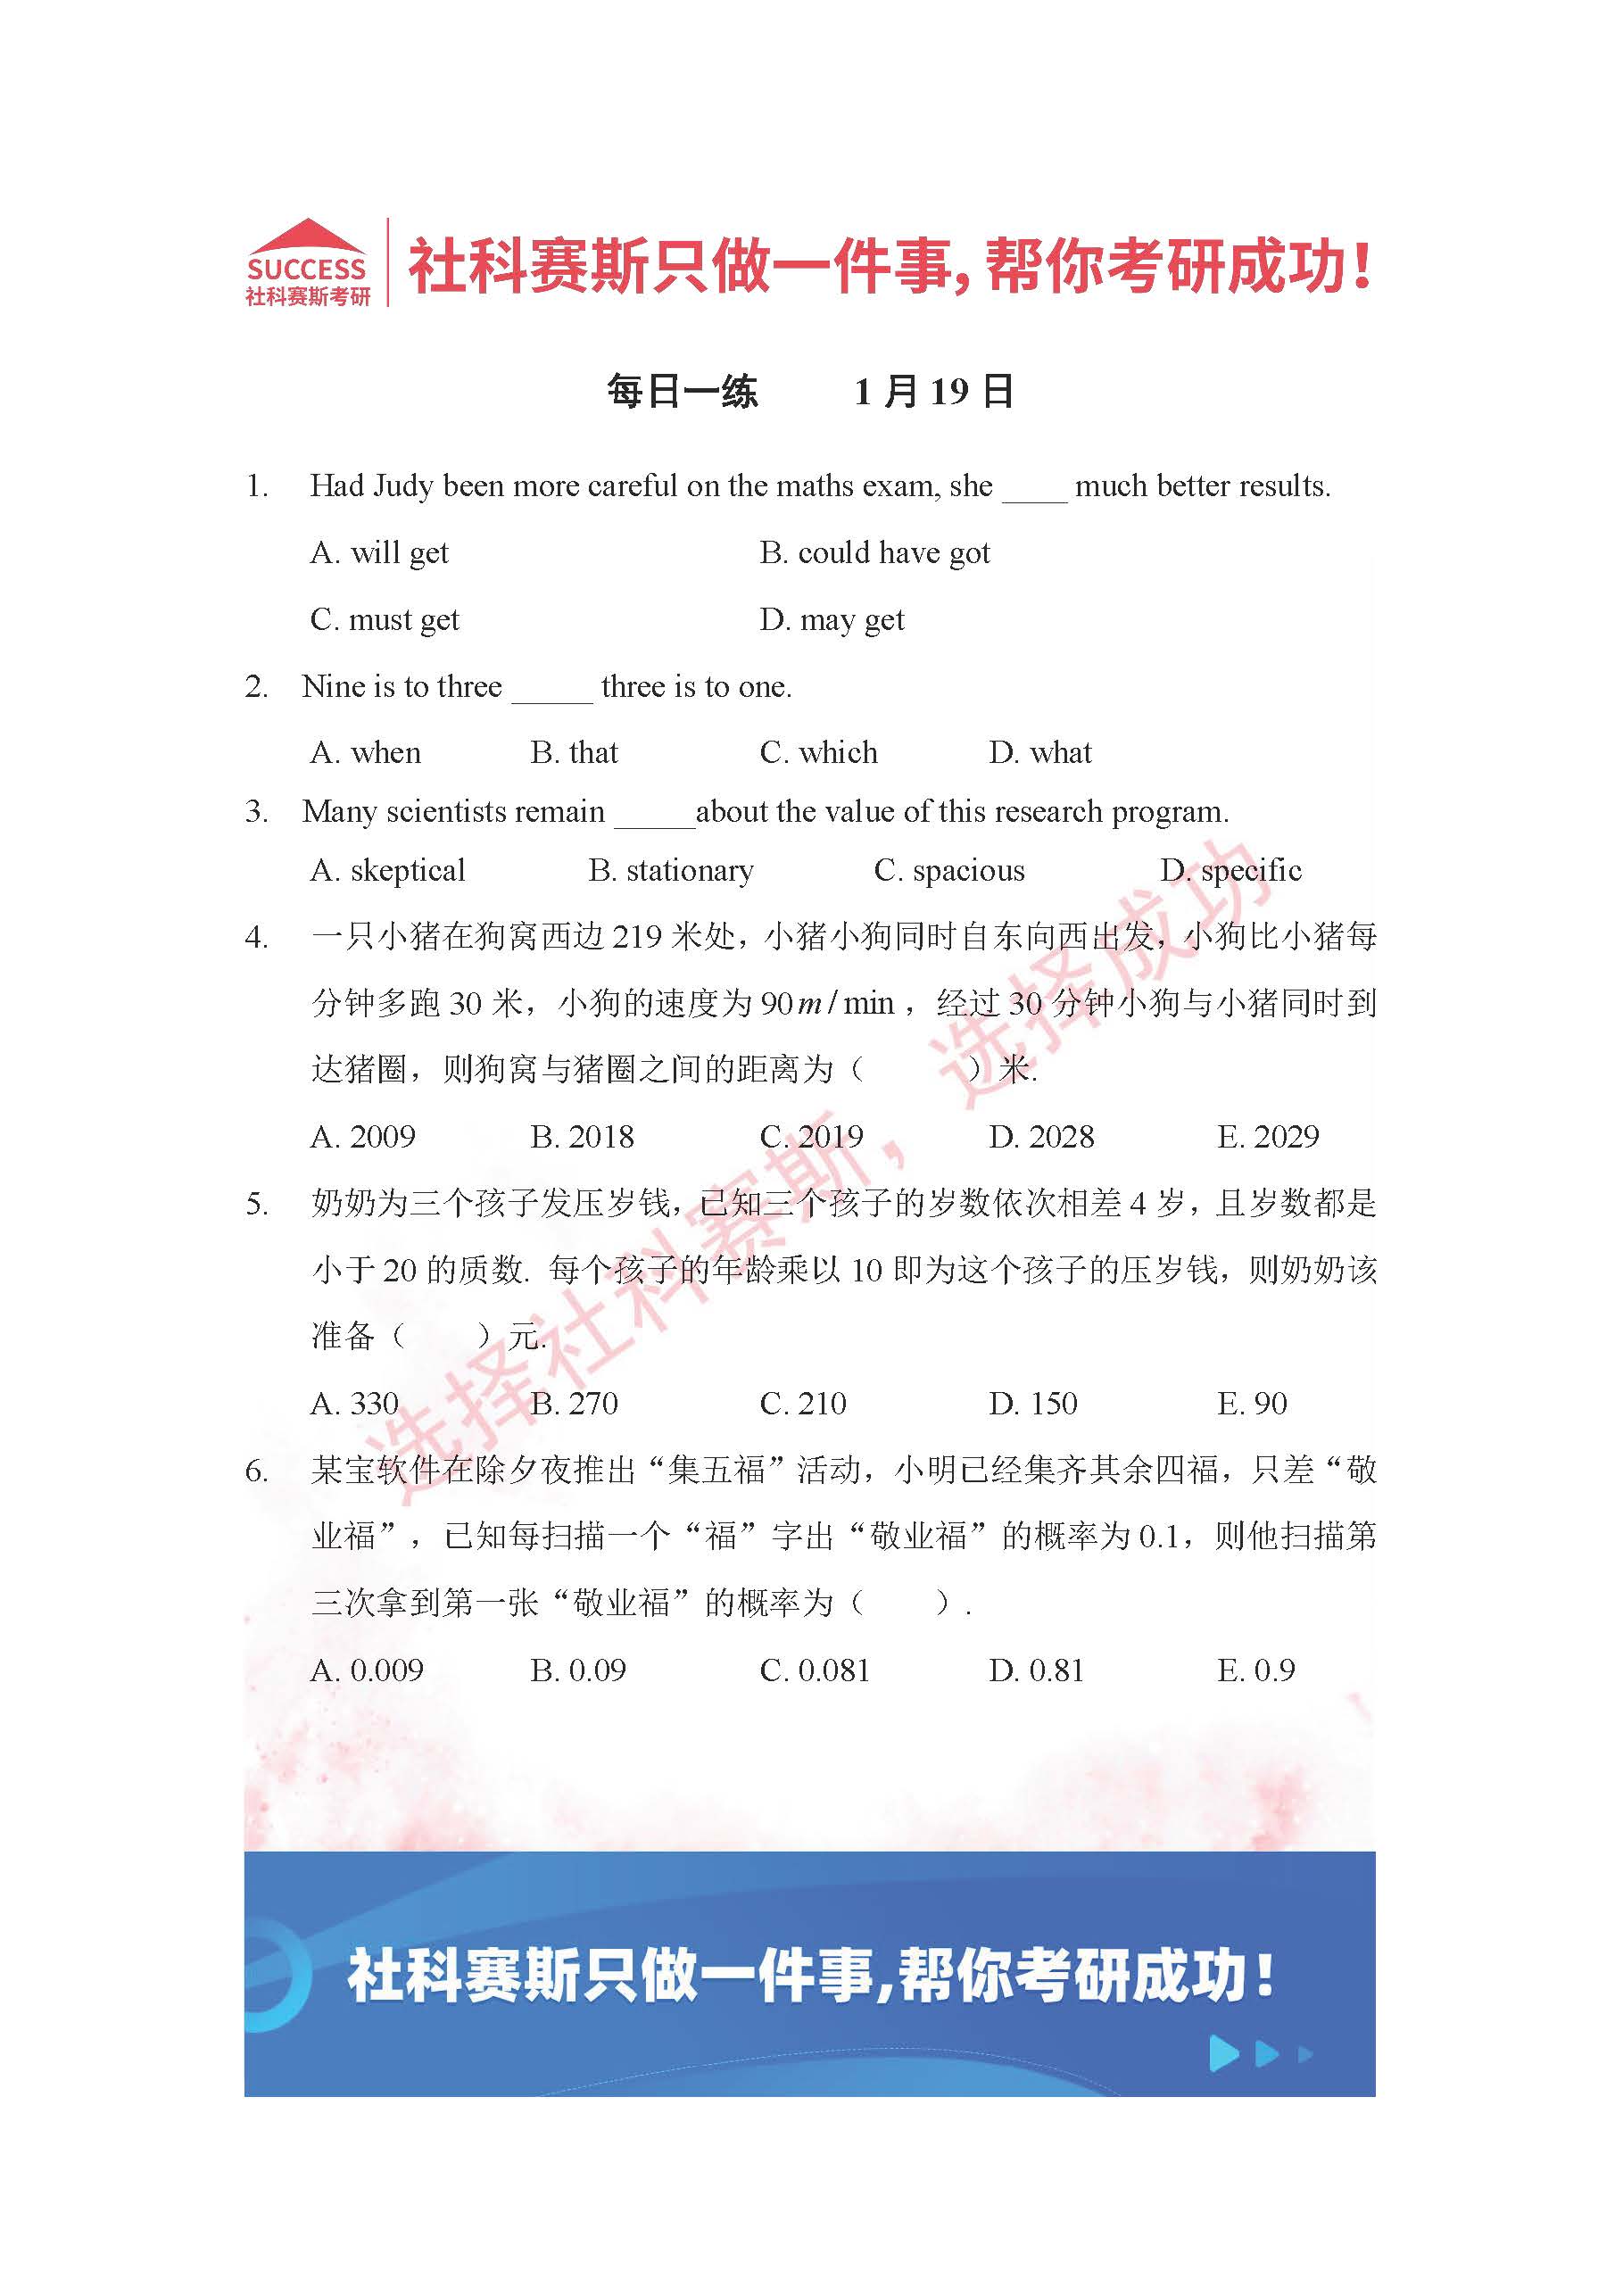 SUCCESS
社科赛斯考研
社科赛斯只做一件事,帮你考研成功!
每日一练 1月19日
1. Had Judy been more careful on the maths exam, she ____ much better results.
A. will get B. could have got
C. must get D. may get
2. Nine is to three _____ three is to one.
A. when B. that C. which D. what
3. Many scientists remain _____about the value of this research program.
A. skeptical B. stationary C. spacious D. specific
4. 一只小猪在狗窝西边 219 米处，小猪小狗同时自东向西出发，小狗比小猪每
分钟多跑 30 米，小狗的速度为 90m/min，经过 30 分钟小狗与小猪同时到
达猪圈，则狗窝与猪圈之间的距离为（ ）米.
A. 2009 B. 2018 C. 2019 D. 2028 E. 2029
5. 奶奶为三个孩子发压岁钱，已知三个孩子的岁数依次相差 4 岁，且岁数都是
小于 20 的质数. 每个孩子的年龄乘以 10 即为这个孩子的压岁钱，则奶奶该
准备（ ）元.
A. 330 B. 270 C. 210 D. 150 E. 90
6. 某宝软件在除夕夜推出“集五福”活动，小明已经集齐其余四福，只差“敬
业福”，已知每扫描一个“福”字出“敬业福”的概率为 0.1，则他扫描第
三次拿到第一张“敬业福”的概率为（ ）.
A. 0.009 B. 0.09 C. 0.081 D. 0.81 E. 0.9
选择社科赛斯，选择成功
社科赛斯只做一件事,帮你考研成功!